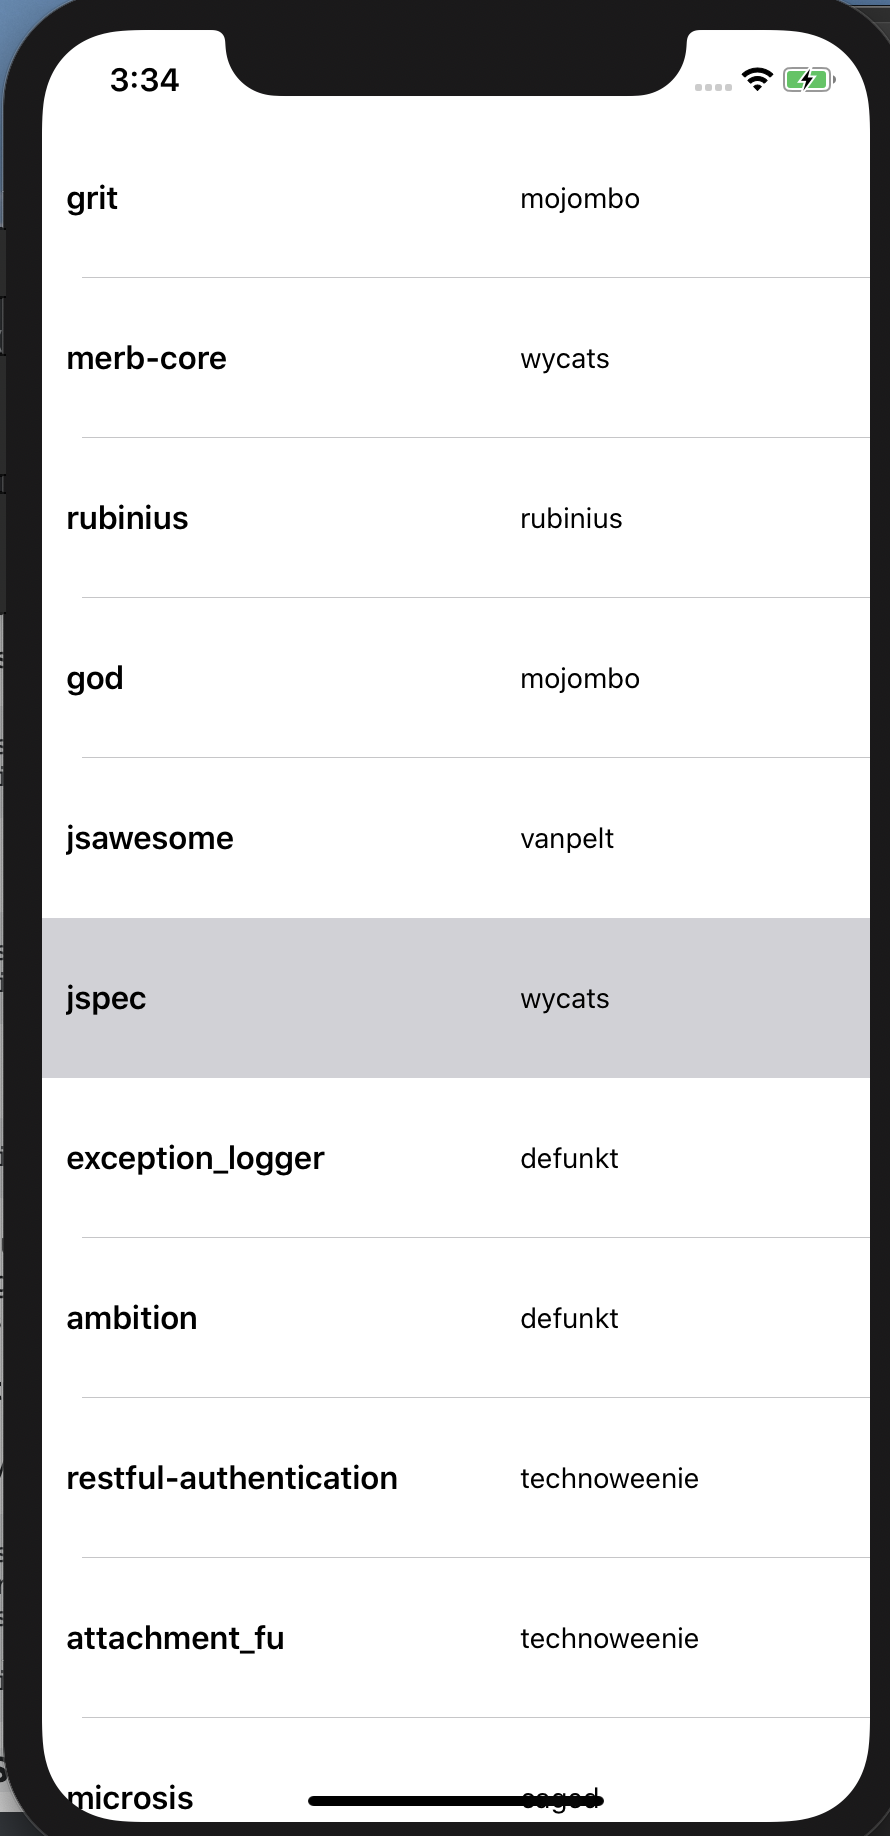 3:34
grit mojombo
merb-core wycats
rubinius rubinius
god mojombo
jsawesome vanpelt
jspec wycats
exception_logger defunkt
ambition defunkt
restful-authentication technoweenie
attachment_fu technoweenie
microsis caged